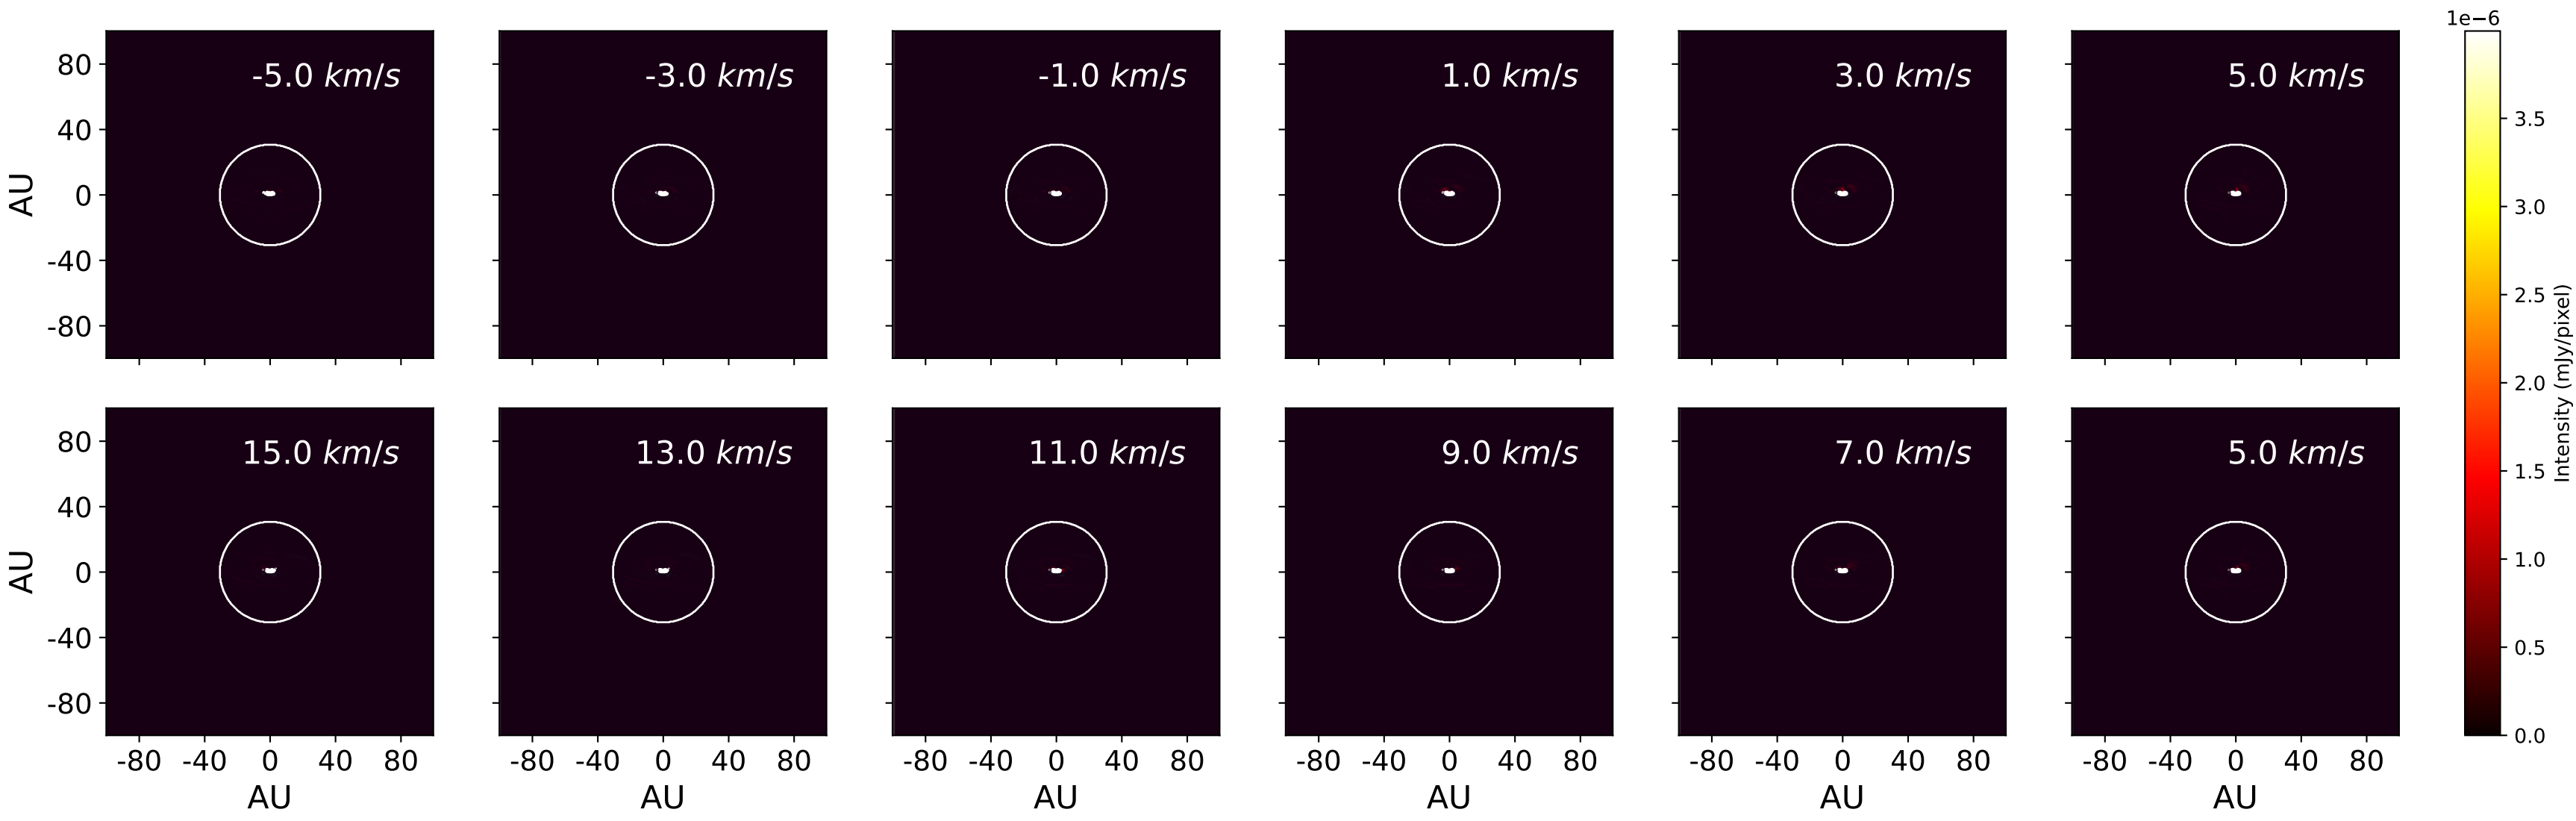 1e−6
-5.0 km/s
-3.0 km/s
-1.0 km/s
1.0 km/s
3.0 km/s
5.0 km/s
80
40
0
-40
-80
AU
15.0 km/s
13.0 km/s
11.0 km/s
9.0 km/s
7.0 km/s
5.0 km/s
80
40
0
-40
-80
AU
-80 -40 0 40 80
-80 -40 0 40 80
-80 -40 0 40 80
-80 -40 0 40 80
-80 -40 0 40 80
-80 -40 0 40 80
AU
AU
AU
AU
AU
AU
3.5
3.0
2.5
2.0
1.5
1.0
0.5
0.0
Intensity (mJy/pixel)